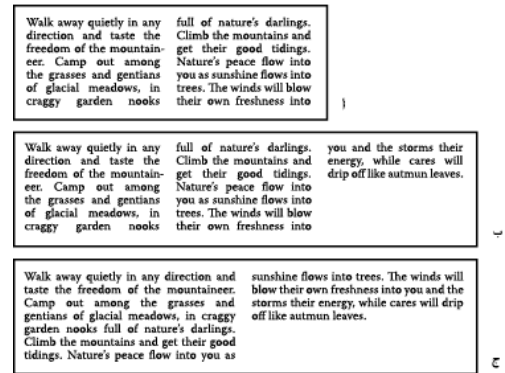 Walk away quietly in any
direction and taste the
freedom of the mountain-
eer. Camp out among
the grasses and gentians
of glacial meadows, in
craggy garden nooks
full of nature's darlings.
Climb the mountains and
get their good tidings.
Nature's peace flow into
you as sunshine flows into
trees. The winds will blow
their own freshness into
أ
Walk away quietly in any
direction and taste the
freedom of the mountain-
eer. Camp out among
the grasses and gentians
of glacial meadows, in
craggy garden nooks
full of nature's darlings.
Climb the mountains and
get their good tidings.
Nature's peace flow into
you as sunshine flows into
trees. The winds will blow
their own freshness into
you and the storms their
energy, while cares will
drip off like autmun leaves.
ب
Walk away quietly in any direction and
taste the freedom of the mountaineer.
Camp out among the grasses and
gentians of glacial meadows, in craggy
garden nooks full of nature's darlings.
Climb the mountains and get their good
tidings. Nature's peace flow into you as
sunshine flows into trees. The winds will
blow their own freshness into you and the
storms their energy, while cares will drip
off like autmun leaves.
ج